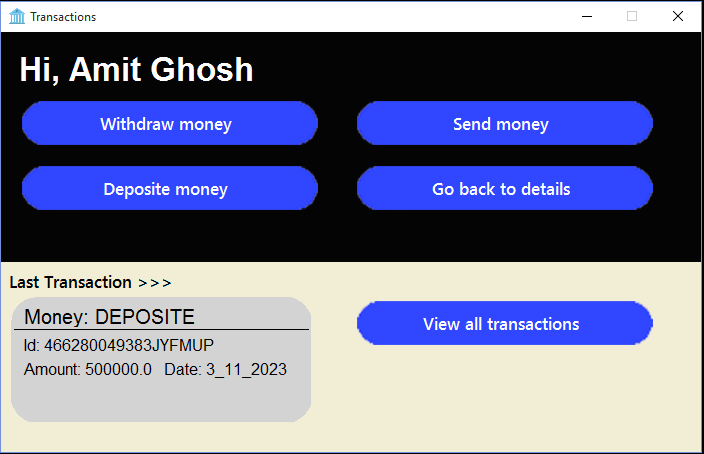 Transactions
Hi, Amit Ghosh
Withdraw money
Send money
Deposite money
Go back to details
Last Transaction >>>
Money: DEPOSITE
Id: 466280049383JYFMUP
Amount: 500000.0 Date: 3_11_2023
View all transactions